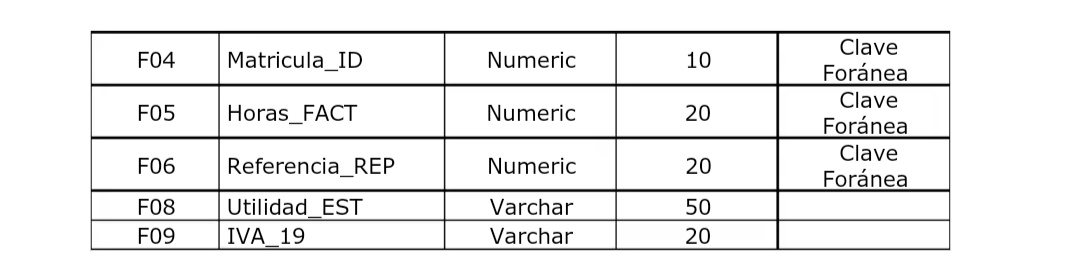 F04 Matricula_ID Numeric 10 Clave Foránea
F05 Horas_FACT Numeric 20 Clave Foránea
F06 Referencia_REP Numeric 20 Clave Foránea
F08 Utilidad_EST Varchar 50
F09 IVA_19 Varchar 20